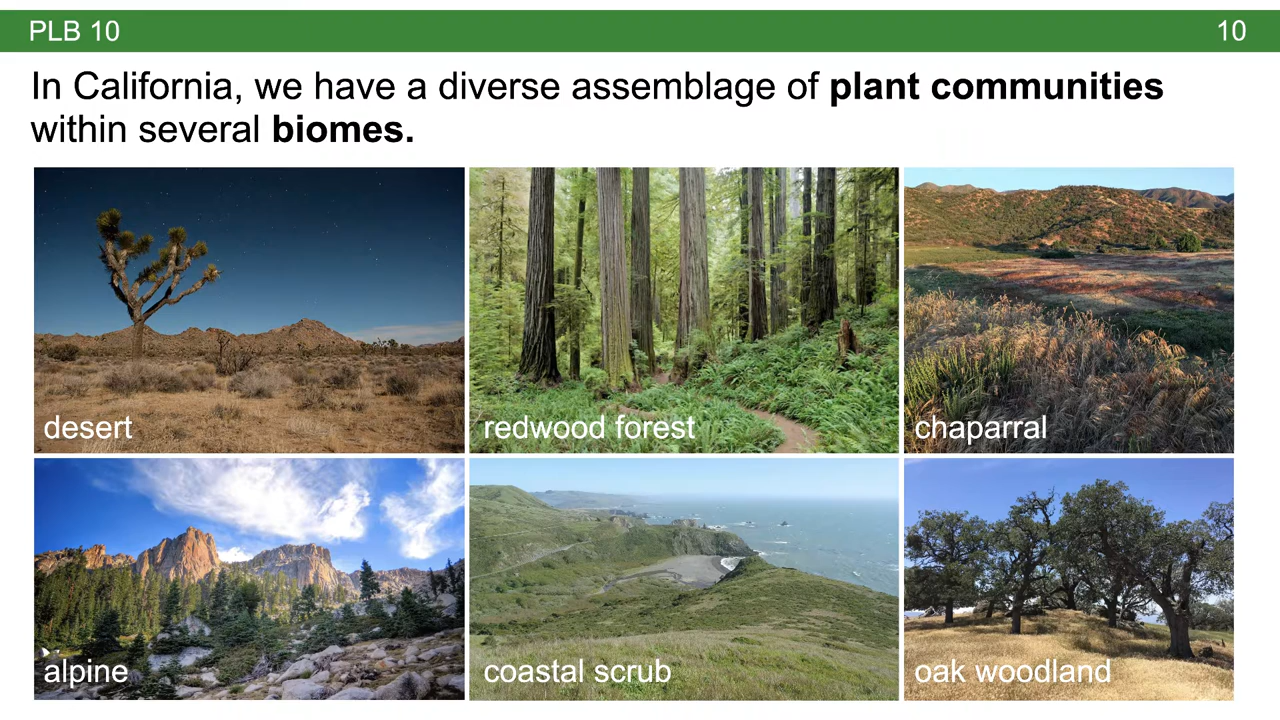 PLB 10
10
In California, we have a diverse assemblage of plant communities
within several biomes.
desert
redwood forest
chaparral
alpine
coastal scrub
oak woodland